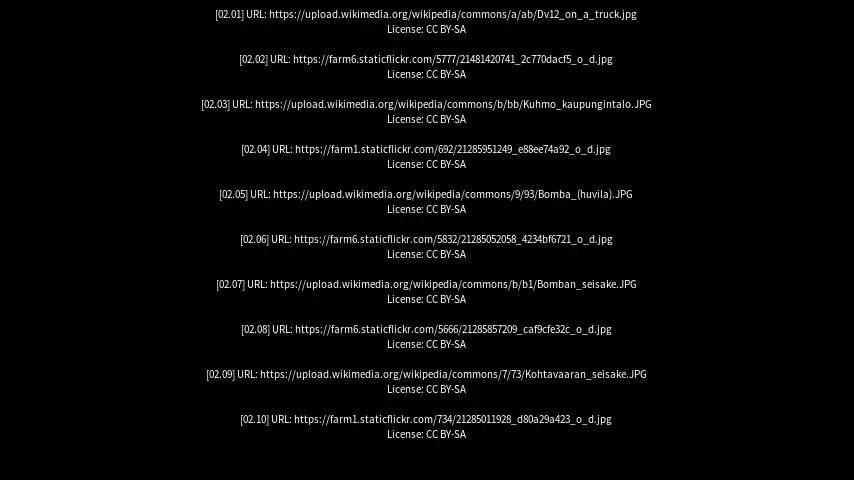 [02.01] URL: https://upload.wikimedia.org/wikipedia/commons/a/ab/Dv12_on_a_truck.jpg
License: CC BY-SA
[02.02] URL: https://farm6.staticflickr.com/5777/21481420741_2c770dacf5_o_d.jpg
License: CC BY-SA
[02.03] URL: https://upload.wikimedia.org/wikipedia/commons/b/bb/Kuhmo_kaupungintalo.JPG
License: CC BY-SA
[02.04] URL: https://farm1.staticflickr.com/692/21285951249_e88ee74a92_o_d.jpg
License: CC BY-SA
[02.05] URL: https://upload.wikimedia.org/wikipedia/commons/9/93/Bomba_(huvila).JPG
License: CC BY-SA
[02.06] URL: https://farm6.staticflickr.com/5832/21285052058_4234bf6721_o_d.jpg
License: CC BY-SA
[02.07] URL: https://upload.wikimedia.org/wikipedia/commons/b/b1/Bomban_seisake.JPG
License: CC BY-SA
[02.08] URL: https://farm6.staticflickr.com/5666/21285857209_caf9cfe32c_o_d.jpg
License: CC BY-SA
[02.09] URL: https://upload.wikimedia.org/wikipedia/commons/7/73/Kohtavaaran_seisake.JPG
License: CC BY-SA
[02.10] URL: https://farm1.staticflickr.com/734/21285011928_d80a29a423_o_d.jpg
License: CC BY-SA